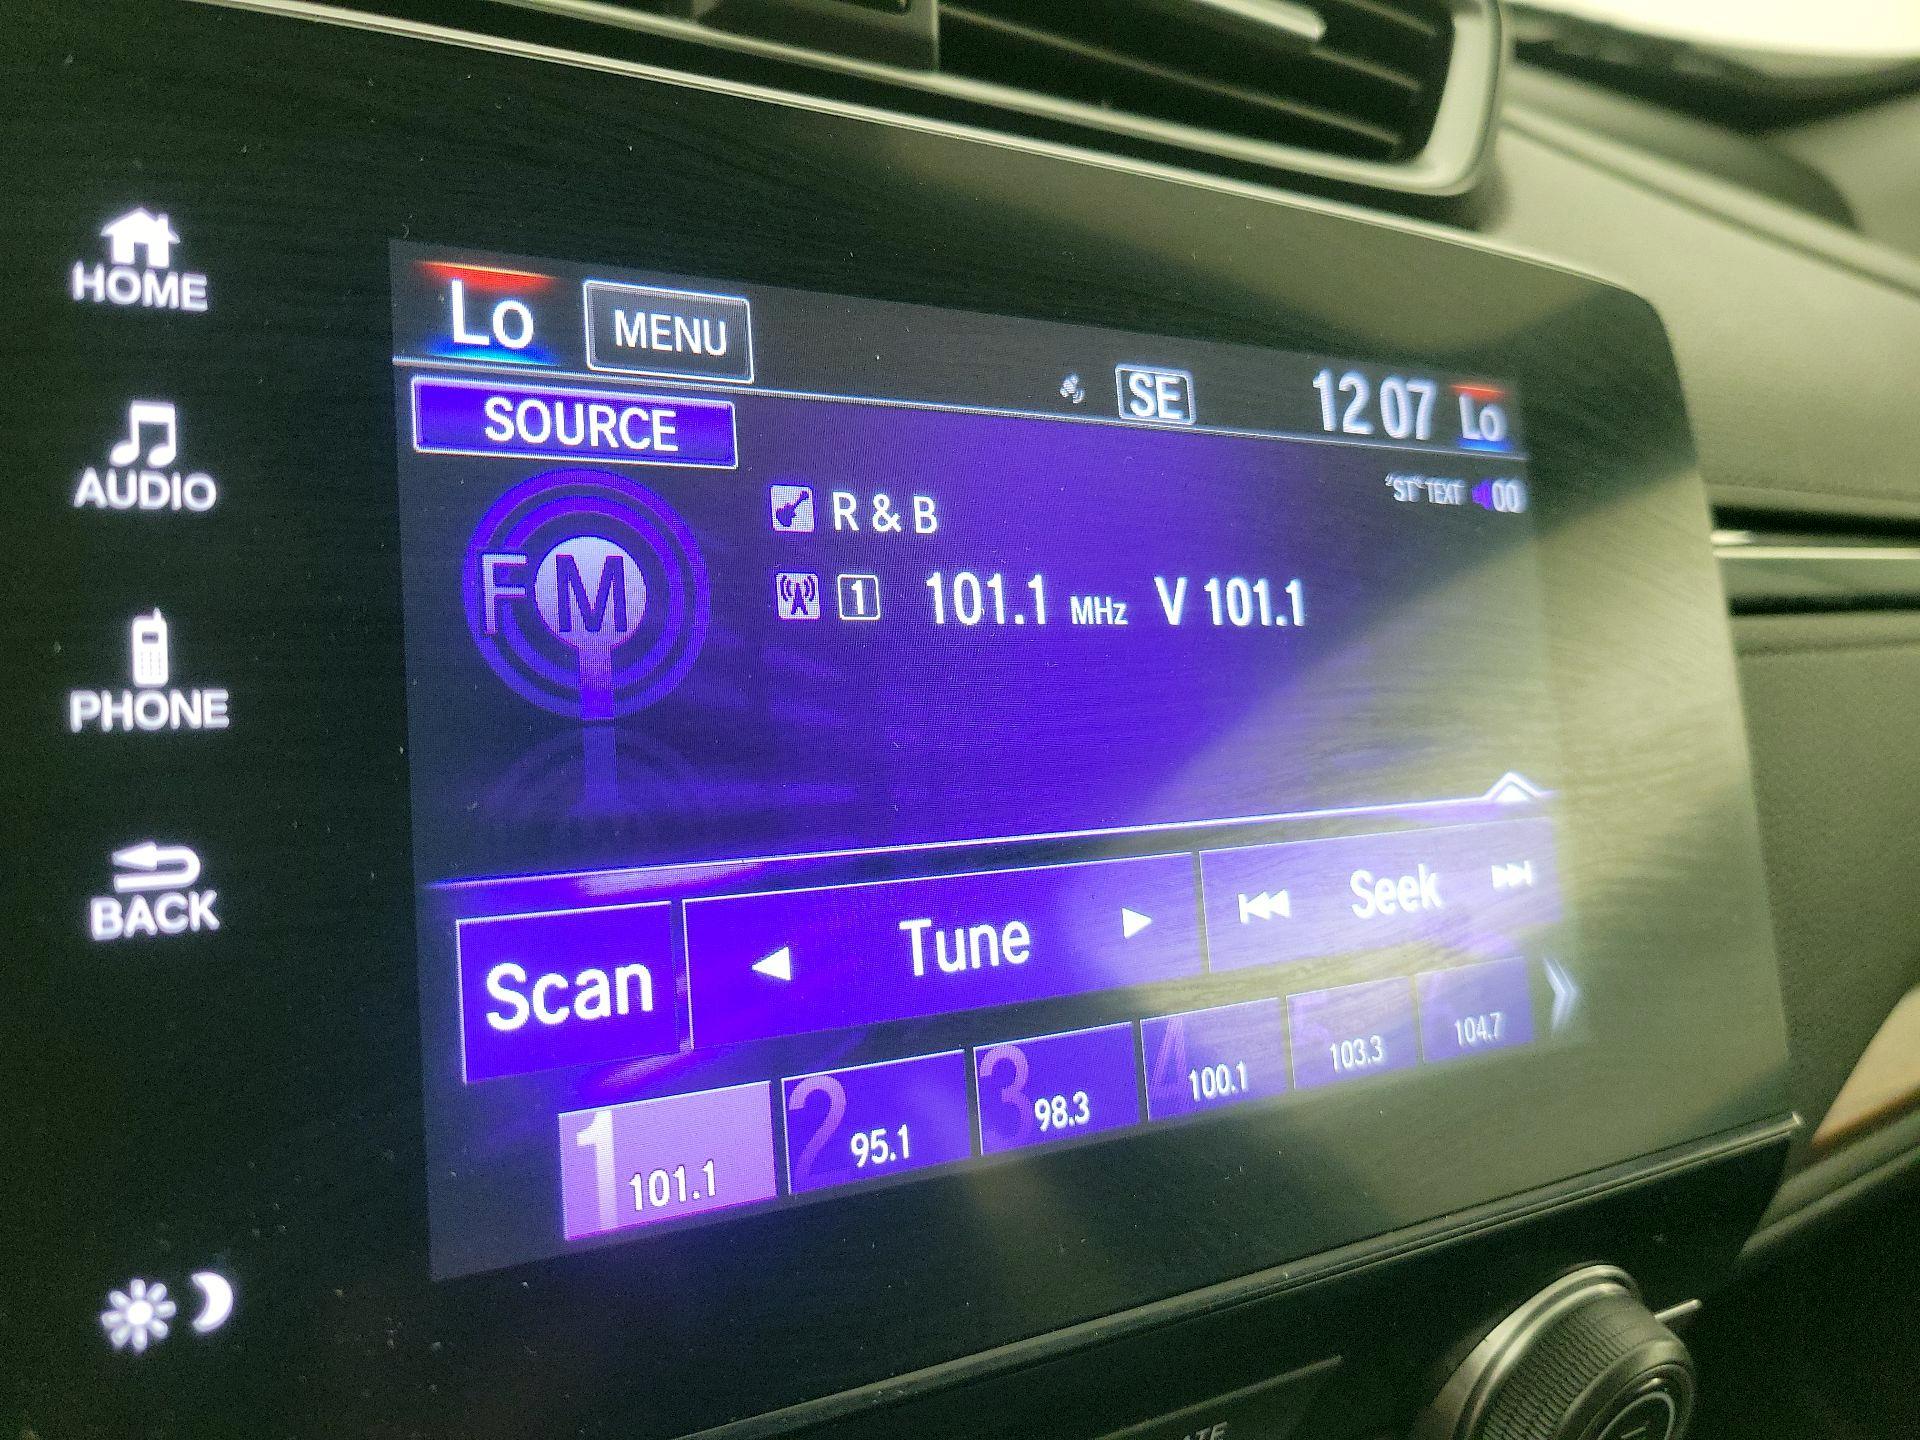 HOME
AUDIO
PHONE
BACK
Lo MENU SE 12 07 Lo
SOURCE
"ST" TEXT 00
FM
R & B
1 101.1 MHz V 101.1
Scan Tune Seek
1 101.1
2 95.1
3 98.3
4 100.1
103.3
104.7